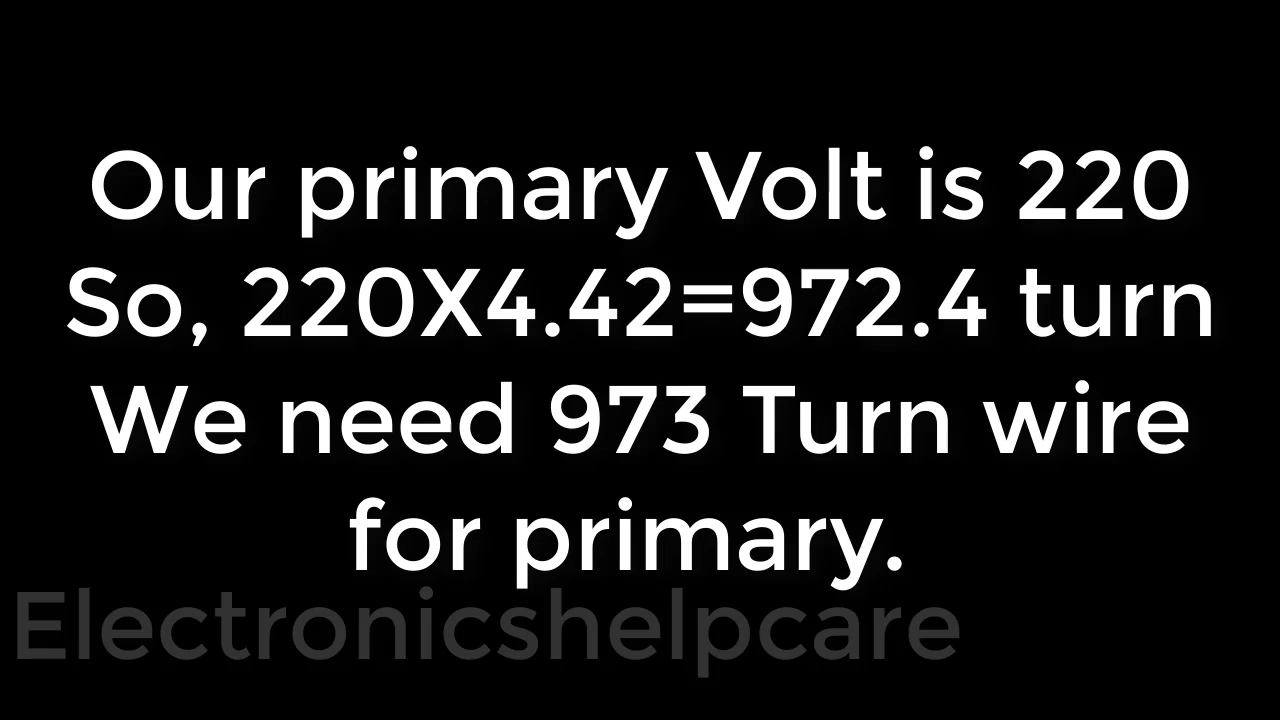 Our primary Volt is 220
So, 220X4.42=972.4 turn
We need 973 Turn wire
for primary.
Electronicshelpcare